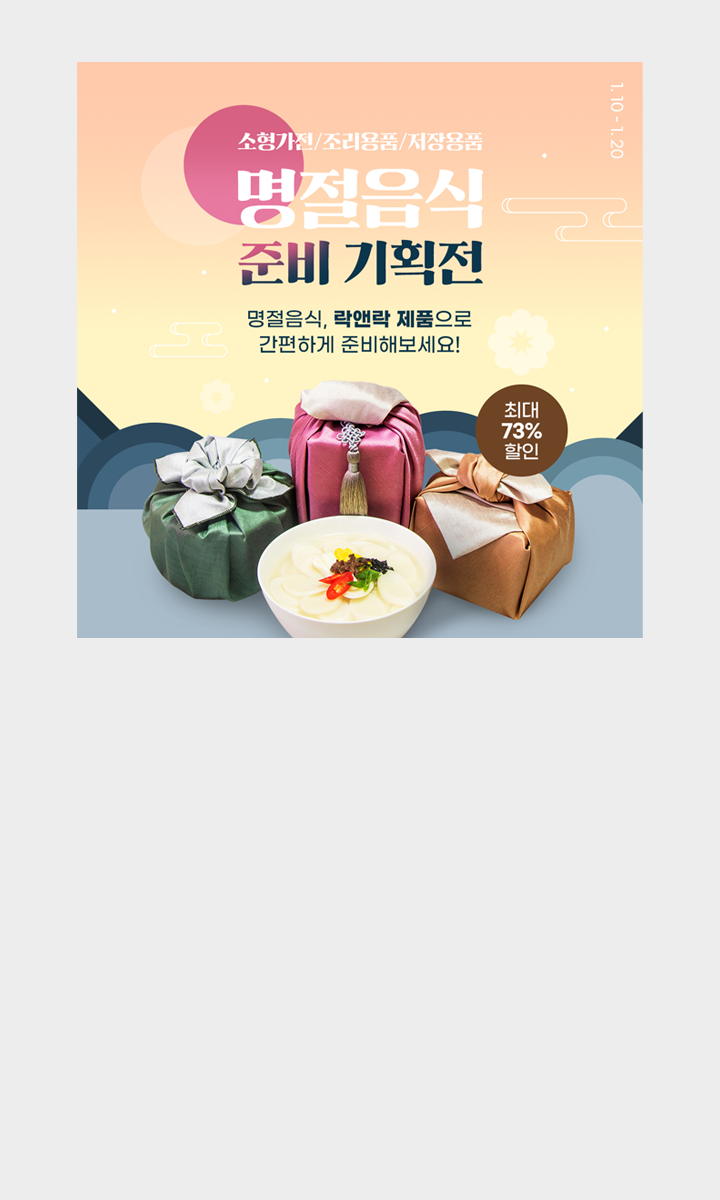 1.10 - 1.20
소형가전/조리용품/저장용품
명절음식
준비 기획전
명절음식, 락앤락 제품으로
간편하게 준비해보세요!
최대
73%
할인